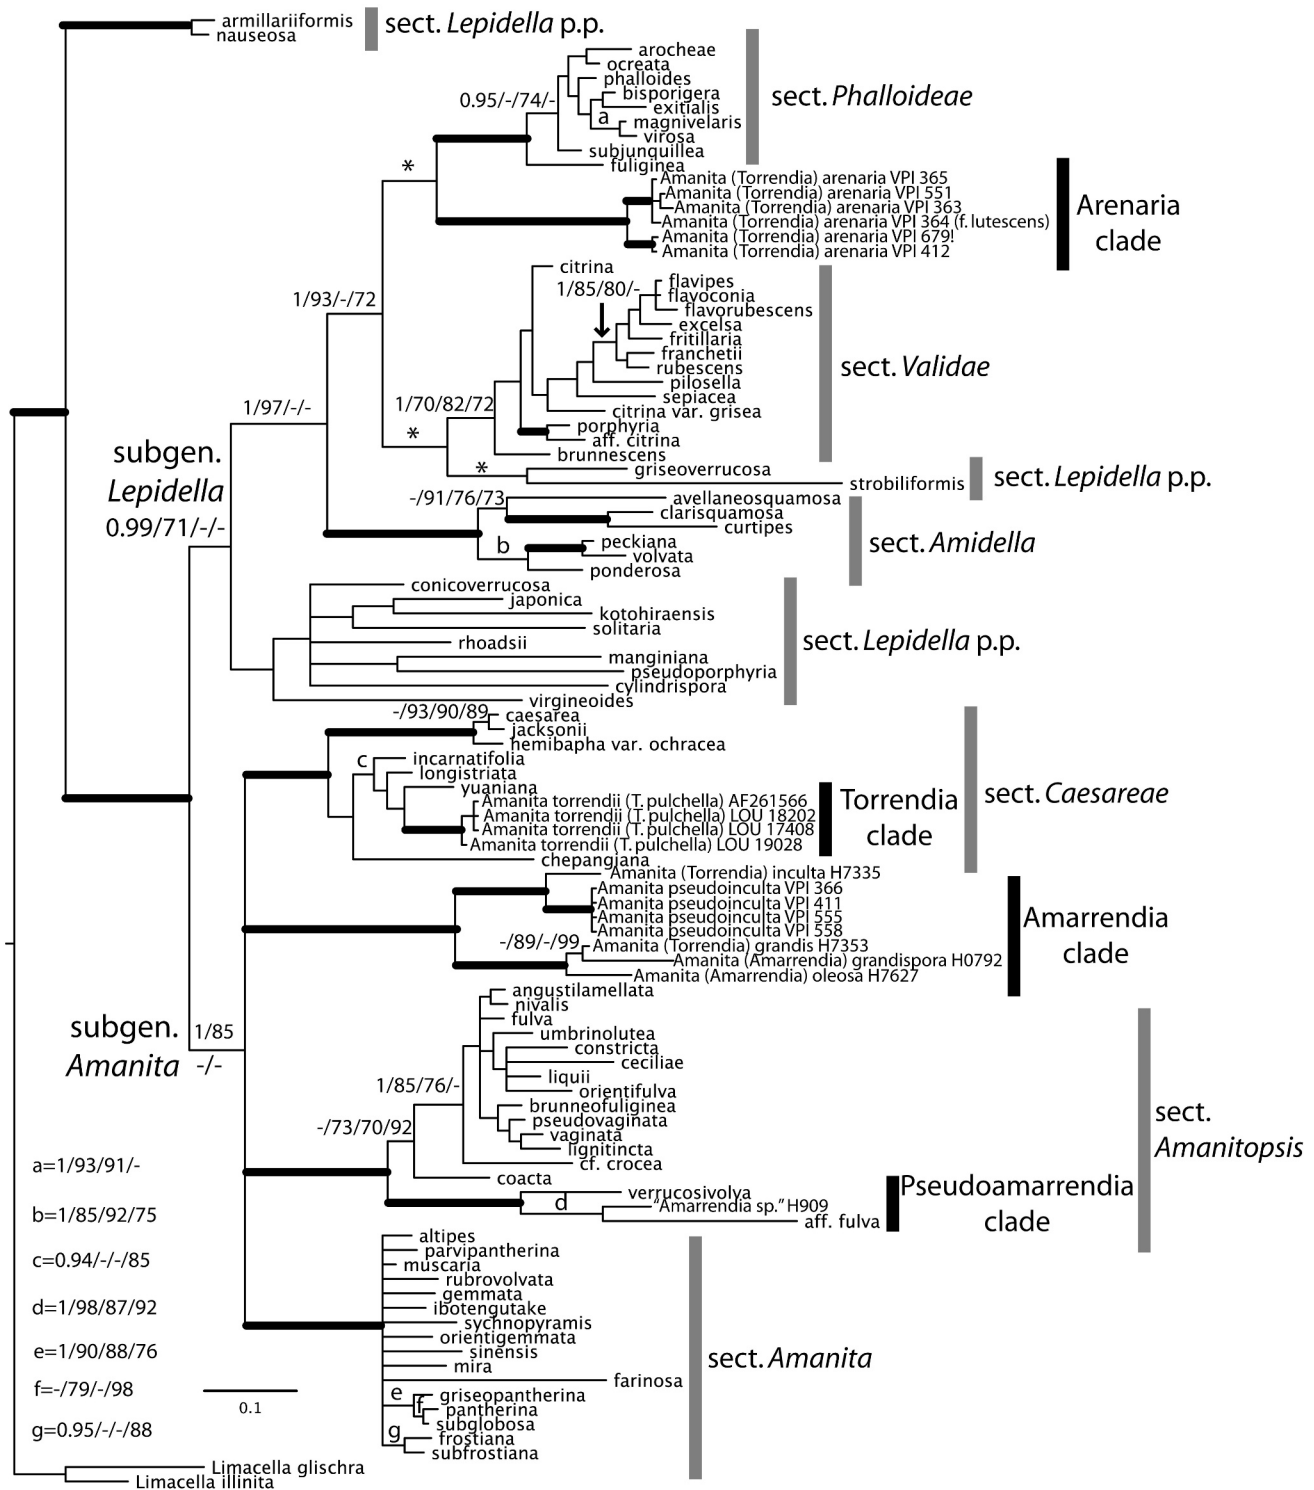 armillariiformis
nauseosa
sect. Lepidella p.p.
arocheae
ocreata
phalloides
bisporigera
0.95/-/74/-
exitialis
a
magnivelaris
virosa
subjunquillea
fuliginea
sect. Phalloideae
*
Amanita (Torrendia) arenaria VPI 365
Amanita (Torrendia) arenaria VPI 551
Amanita (Torrendia) arenaria VPI 363
Amanita (Torrendia) arenaria VPI 364 (f. lutescens)
Amanita (Torrendia) arenaria VPI 679!
Amanita (Torrendia) arenaria VPI 412
Arenaria
clade
citrina
1/85/80/-
flavipes
flavoconia
1/93/-/72
flavorubescens
excelsa
fritillaria
franchetii
rubescens
pilosella
sepiacea
citrina var. grisea
porphyria
aff. citrina
brunnescens
sect. Validae
1/97/-/-
1/70/82/72
*
*
griseoverrucosa
strobiliformis
sect. Lepidella p.p.
subgen.
Lepidella
0.99/71/-/-
-/91/76/73
avellaneosquamosa
clarisquamosa
curtipes
b
peckiana
volvata
ponderosa
sect. Amidella
conicoverrucosa
japonica
kotohiraensis
solitaria
rhoadsii
manginiana
pseudoporphyria
cylindrispora
virgineoides
sect. Lepidella p.p.
-/93/90/89
caesarea
jacksonii
hemibapha var. ochracea
c
incarnatifolia
longistriata
yuaniana
Amanita torrendii (T. pulchella) AF261566
Amanita torrendii (T. pulchella) LOU 18202
Amanita torrendii (T. pulchella) LOU 17408
Amanita torrendii (T. pulchella) LOU 19028
chepangiana
Torrendia
clade
sect. Caesareae
Amanita (Torrendia) inculta H7335
Amanita pseudoinculta VPI 366
Amanita pseudoinculta VPI 411
Amanita pseudoinculta VPI 555
Amanita pseudoinculta VPI 558
-/89/-/99
Amanita (Torrendia) grandis H7353
Amanita (Amarrendia) grandispora H0792
Amanita (Amarrendia) oleosa H7627
Amarrendia
clade
subgen.
Amanita
1/85
-/-
angustilamellata
nivalis
fulva
umbrinolutea
constricta
ceciliae
liquii
orientifulva
1/85/76/-
brunneofuliginea
pseudovaginata
vaginata
lignitincta
cf. crocea
-/73/70/92
coacta
verrucosivolva
d
"Amarrendia sp." H909
aff. fulva
Pseudoamarrendia
clade
sect.
Amanitopsis
altipes
parvipantherina
muscaria
rubrovolvata
gemmata
ibotengutake
sychnopyramis
orientigemmata
sinensis
mira
farinosa
e
griseopantherina
f
pantherina
subglobosa
g
frostiana
subfrostiana
sect. Amanita
a=1/93/91/-
b=1/85/92/75
c=0.94/-/-/85
d=1/98/87/92
e=1/90/88/76
f=-/79/-/98
g=0.95/-/-/88
0.1
Limacella glischra
Limacella illinita